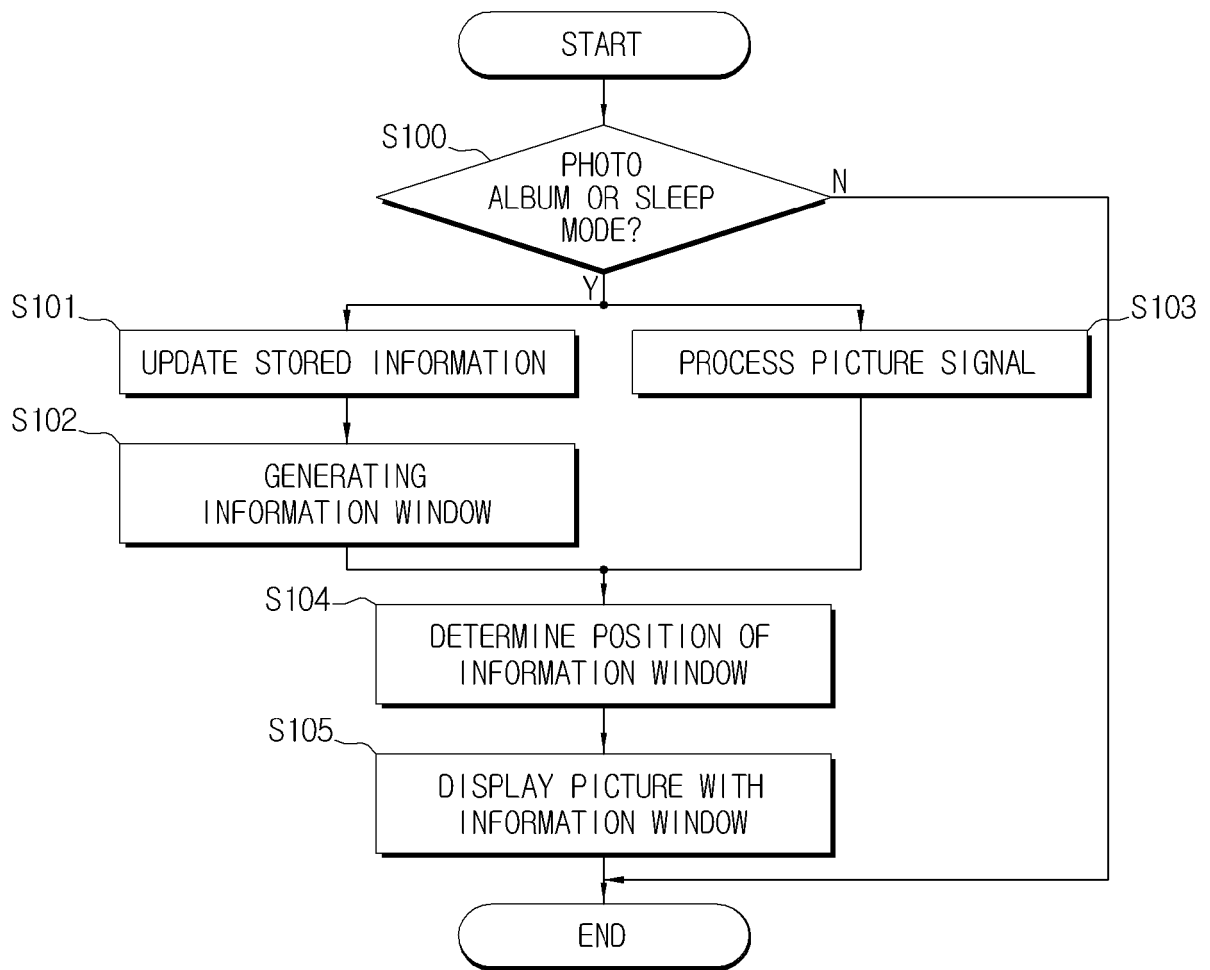 START
S100
PHOTO
ALBUM OR SLEEP
MODE?
N
Y
S101
UPDATE STORED INFORMATION
S103
PROCESS PICTURE SIGNAL
S102
GENERATING
INFORMATION WINDOW
S104
DETERMINE POSITION OF
INFORMATION WINDOW
S105
DISPLAY PICTURE WITH
INFORMATION WINDOW
END